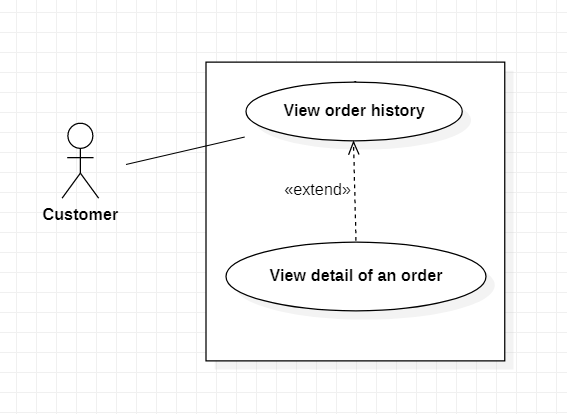 View order history
Customer
«extend»
View detail of an order